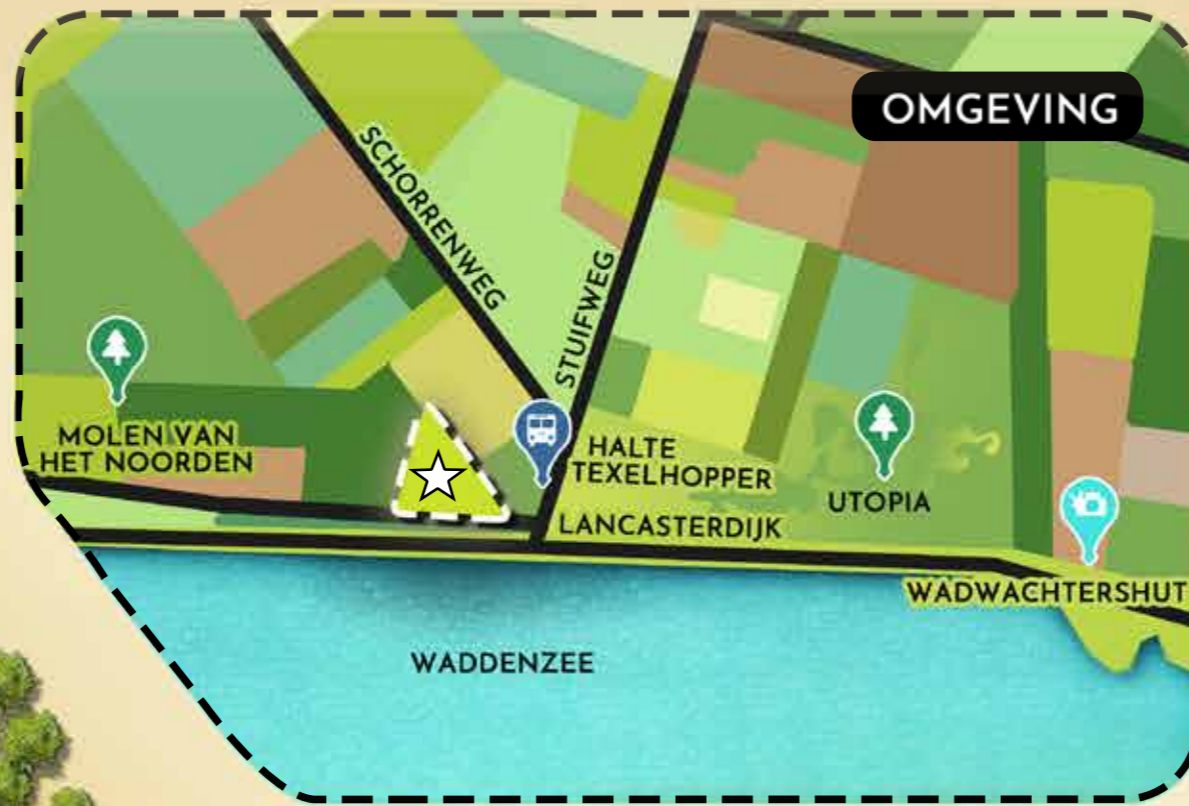 OMGEVING
SCHORRENWEG
STUIFWEG
MOLEN VAN
HET NOORDEN
HALTE
TEXELHOPPER
UTOPIA
LANCASTERDIJK
WADWACHTERSHUT
WADDENZEE